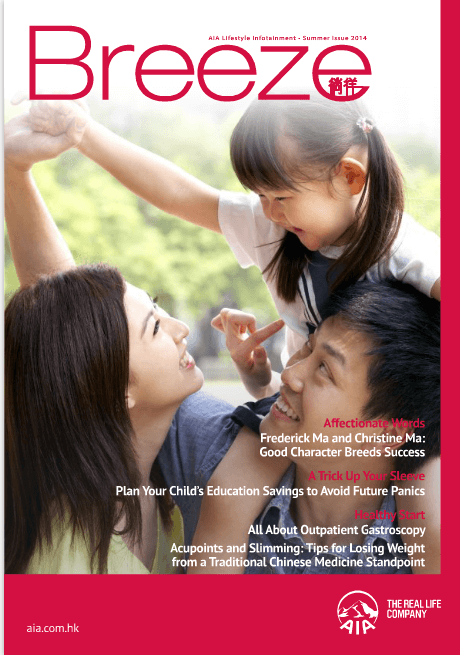 AIA Lifestyle Infotainment • Summer Issue 2014
Breeze
Affectionate Words
Frederick Ma and Christine Ma:
Good Character Breeds Success
A Trick Up Your Sleeve
Plan Your Child's Education Savings to Avoid Future Panics
Healthy Start
All About Outpatient Gastroscopy
Acupoints and Slimming: Tips for Losing Weight
from a Traditional Chinese Medicine Standpoint
aia.com.hk
AIA
THE REAL LIFE
COMPANY